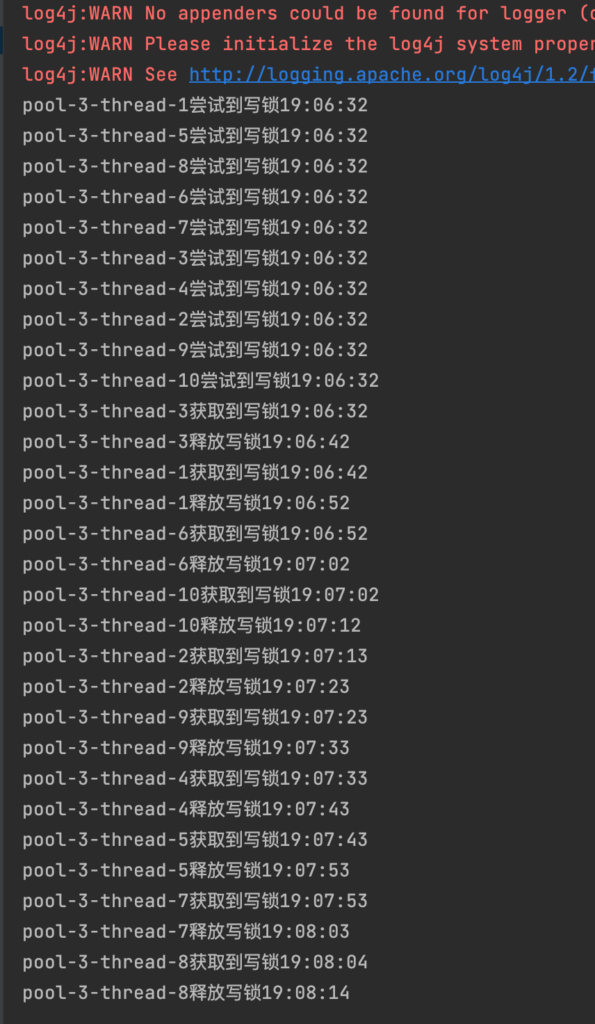 log4j:WARN No appenders could be found for logger (
log4j:WARN Please initialize the log4j system proper
log4j:WARN See http://logging.apache.org/log4j/1.2/f
pool-3-thread-1尝试到写锁19:06:32
pool-3-thread-5尝试到写锁19:06:32
pool-3-thread-8尝试到写锁19:06:32
pool-3-thread-6尝试到写锁19:06:32
pool-3-thread-7尝试到写锁19:06:32
pool-3-thread-3尝试到写锁19:06:32
pool-3-thread-4尝试到写锁19:06:32
pool-3-thread-2尝试到写锁19:06:32
pool-3-thread-9尝试到写锁19:06:32
pool-3-thread-10尝试到写锁19:06:32
pool-3-thread-3获取到写锁19:06:32
pool-3-thread-3释放写锁19:06:42
pool-3-thread-1获取到写锁19:06:42
pool-3-thread-1释放写锁19:06:52
pool-3-thread-6获取到写锁19:06:52
pool-3-thread-6释放写锁19:07:02
pool-3-thread-10获取到写锁19:07:02
pool-3-thread-10释放写锁19:07:12
pool-3-thread-2获取到写锁19:07:13
pool-3-thread-2释放写锁19:07:23
pool-3-thread-9获取到写锁19:07:23
pool-3-thread-9释放写锁19:07:33
pool-3-thread-4获取到写锁19:07:33
pool-3-thread-4释放写锁19:07:43
pool-3-thread-5获取到写锁19:07:43
pool-3-thread-5释放写锁19:07:53
pool-3-thread-7获取到写锁19:07:53
pool-3-thread-7释放写锁19:08:03
pool-3-thread-8获取到写锁19:08:04
pool-3-thread-8释放写锁19:08:14